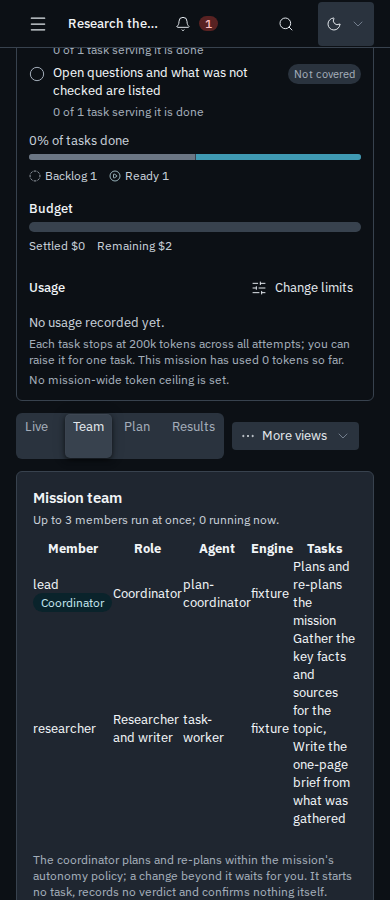 Research the...
1
0 of 1 task serving it is done
Open questions and what was not
checked are listed
Not covered
0 of 1 task serving it is done
0% of tasks done
Backlog 1
Ready 1
Budget
Settled $0
Remaining $2
Usage
Change limits
No usage recorded yet.
Each task stops at 200k tokens across all attempts; you can
raise it for one task. This mission has used 0 tokens so far.
No mission-wide token ceiling is set.
Live
Team
Plan
Results
More views
Mission team
Up to 3 members run at once; 0 running now.
Member
Role
Agent
Engine
Tasks
lead
Coordinator
Coordinator
plan-
coordinator
fixture
Plans and
re-plans
the
mission
researcher
Researcher
and writer
task-
worker
fixture
Gather the
key facts
and
sources
for the
topic,
Write the
one-page
brief from
what was
gathered
The coordinator plans and re-plans within the mission's
autonomy policy; a change beyond it waits for you. It starts
no task, records no verdict and confirms nothing itself.